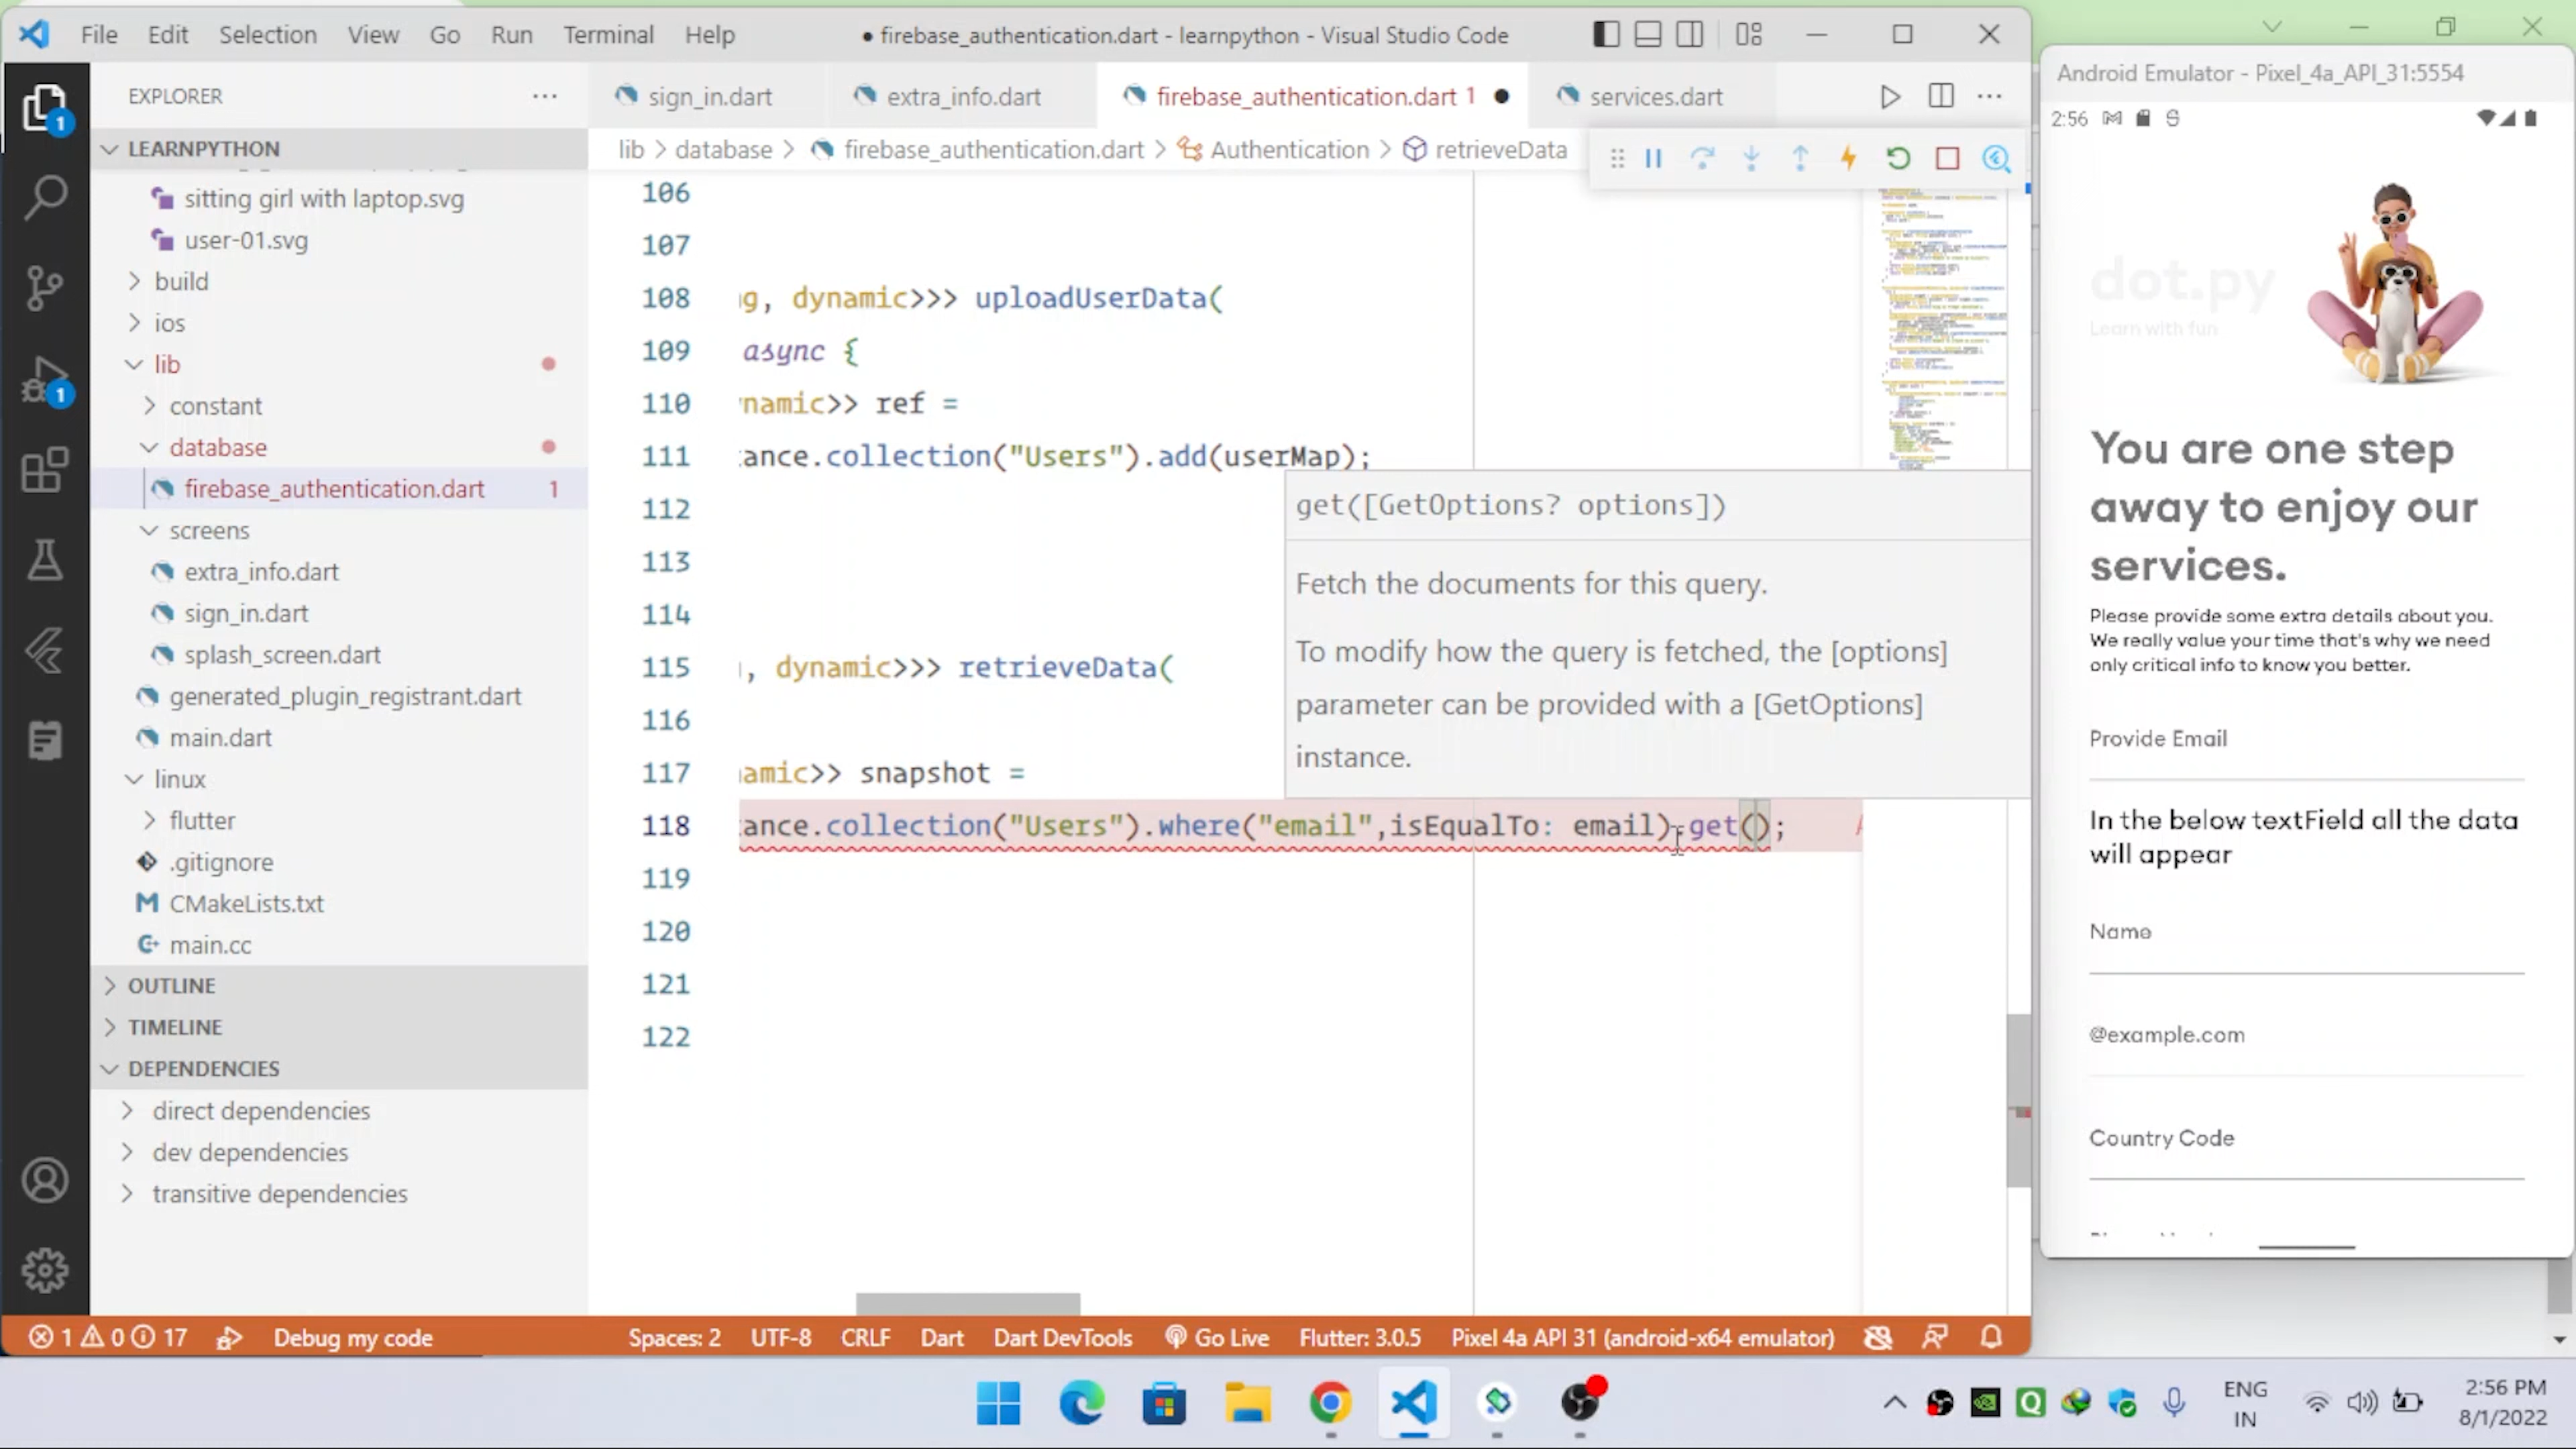 File Edit Selection View Go Run Terminal Help
● firebase_authentication.dart - learnpython - Visual Studio Code
EXPLORER
LEARNPYTHON
sitting girl with laptop.svg
user-01.svg
build
ios
lib
constant
database
firebase_authentication.dart 1
screens
extra_info.dart
sign_in.dart
splash_screen.dart
generated_plugin_registrant.dart
main.dart
linux
flutter
.gitignore
CMakeLists.txt
main.cc
OUTLINE
TIMELINE
DEPENDENCIES
direct dependencies
dev dependencies
transitive dependencies
1
1
sign_in.dart extra_info.dart firebase_authentication.dart 1 ● services.dart
lib > database > firebase_authentication.dart > Authentication > retrieveData
106
107
108 g, dynamic>>> uploadUserData(
109 async {
110 namic>> ref =
111 ance.collection("Users").add(userMap);
112
113
114
115 , dynamic>>> retrieveData(
116
117 amic>> snapshot =
118 ance.collection("Users").where("email",isEqualTo: email).get();
119
120
121
122
get([GetOptions? options])
Fetch the documents for this query.
To modify how the query is fetched, the [options]
parameter can be provided with a [GetOptions]
instance.
1 0 17 Debug my code Spaces: 2 UTF-8 CRLF Dart Dart DevTools Go Live Flutter: 3.0.5 Pixel 4a API 31 (android-x64 emulator)
Android Emulator - Pixel_4a_API_31:5554
2:56
dot.py
Learn with fun
You are one step
away to enjoy our
services.
Please provide some extra details about you.
We really value your time that's why we need
only critical info to know you better.
Provide Email
In the below textField all the data
will appear
Name
@example.com
Country Code
ENG
IN
2:56 PM
8/1/2022